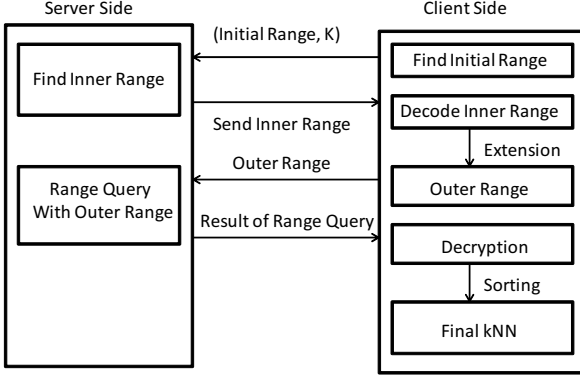 Server Side
Client Side
(Initial Range, K)
Find Inner Range
Find Initial Range
Send Inner Range
Decode Inner Range
Extension
Outer Range
Outer Range
Range Query
With Outer Range
Result of Range Query
Decryption
Sorting
Final kNN